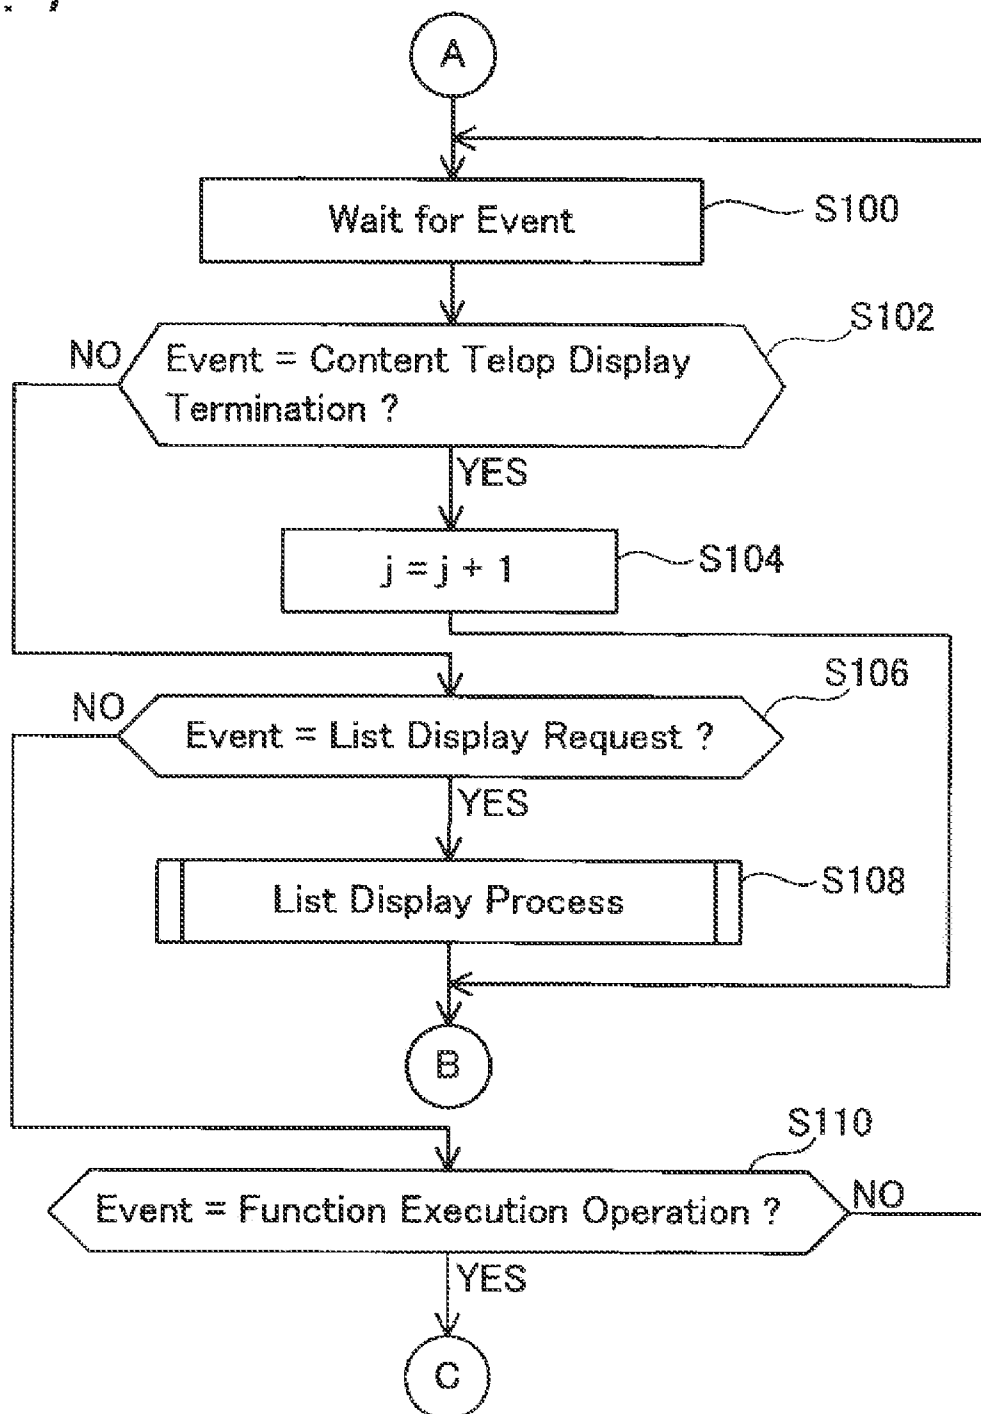 A
Wait for Event
S100
S102
NO
Event = Content Telop Display
Termination ?
YES
j = j + 1
S104
S106
NO
Event = List Display Request ?
YES
List Display Process
S108
B
S110
Event = Function Execution Operation ?
NO
YES
C